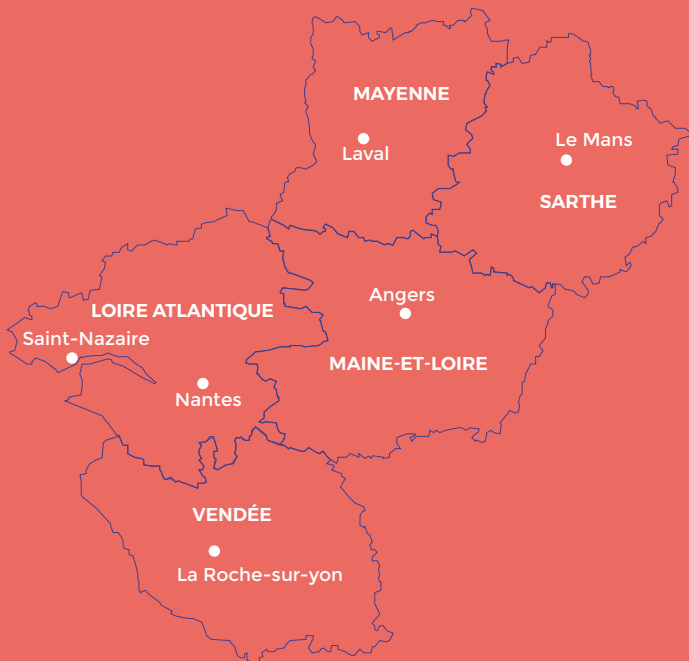 MAYENNE
Laval
Le Mans
SARTHE
Angers
LOIRE ATLANTIQUE
Saint-Nazaire
MAINE-ET-LOIRE
Nantes
VENDÉE
La Roche-sur-yon